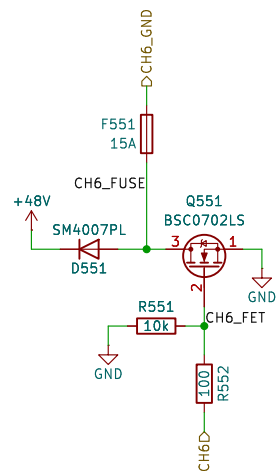 CH6_GND
F551
15A
CH6_FUSE
+48V
SM4007PL
D551
Q551
BSC0702LS
3
1
2
GND
CH6_FET
R551
10k
GND
100
R552
CH6